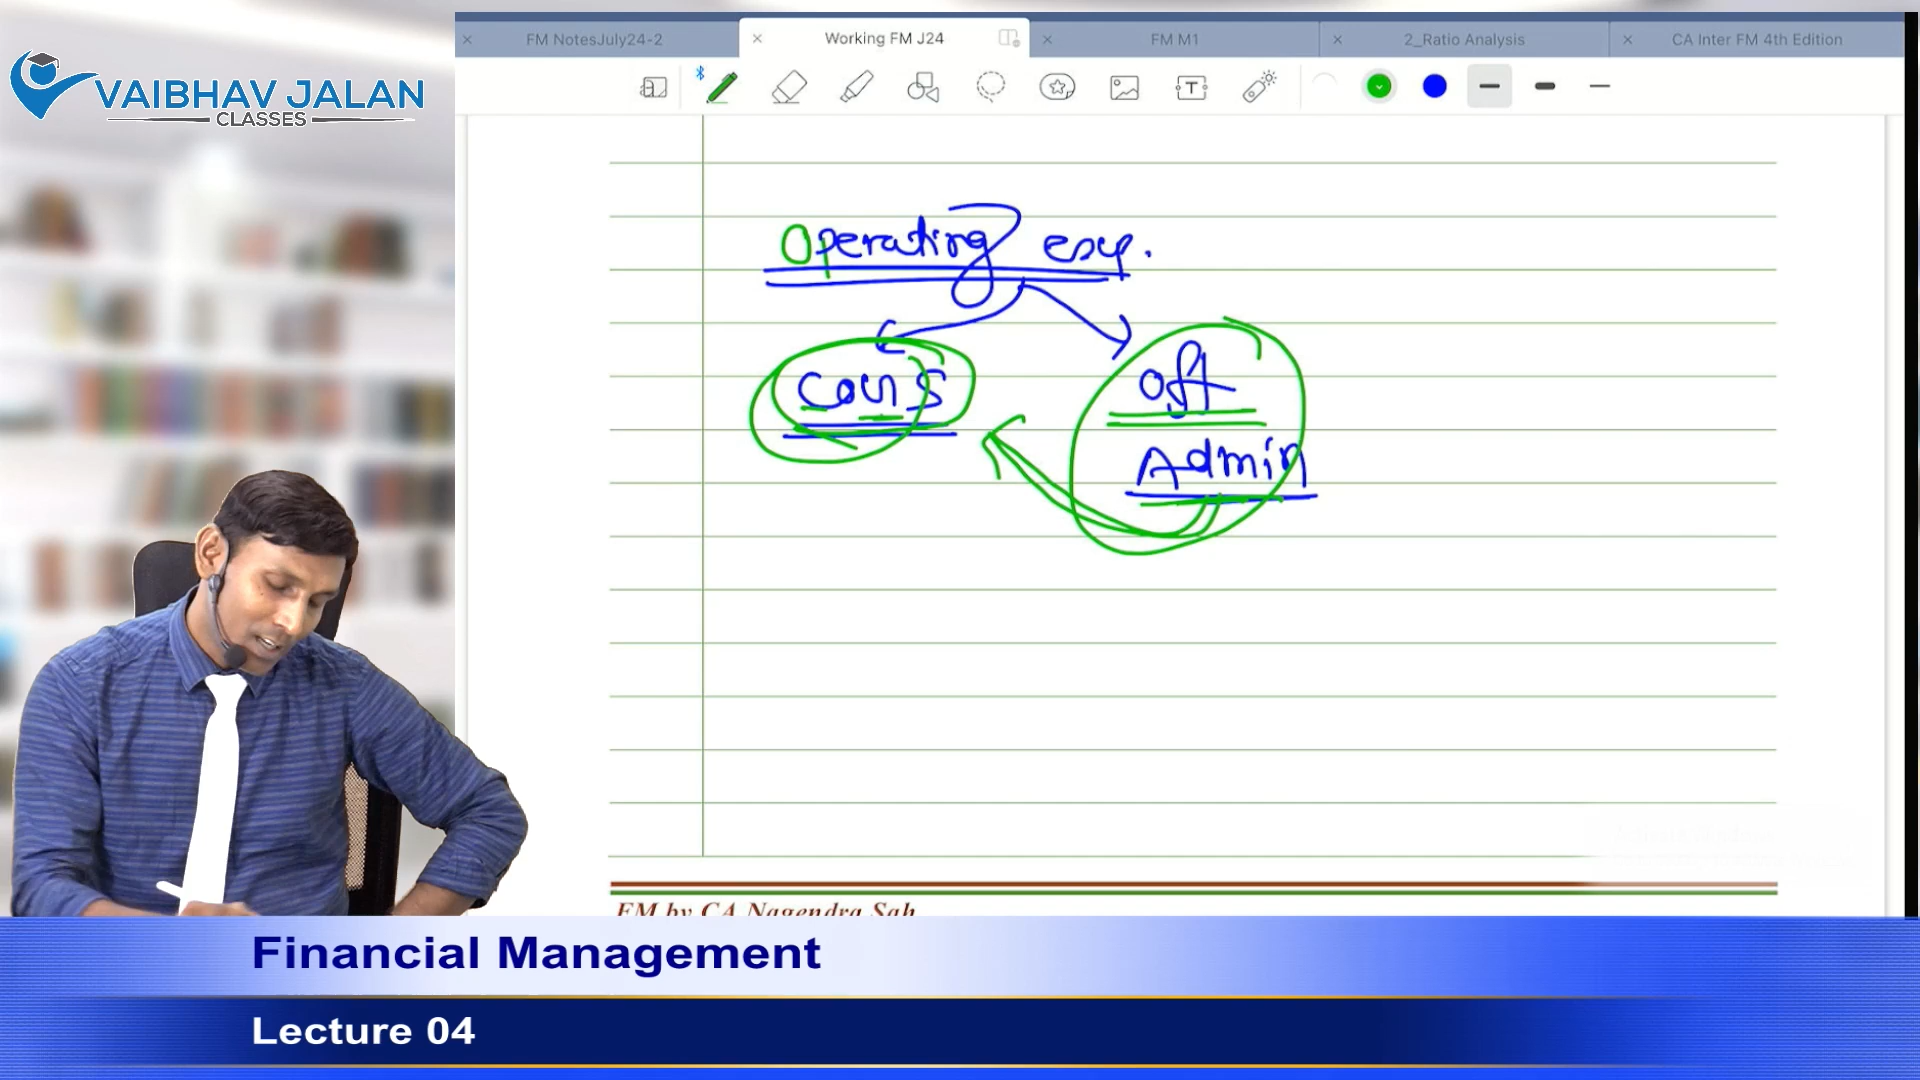 VAIBHAV JALAN
CLASSES
FM NotesJuly24-2
Working FM J24
FM M1
2_Ratio Analysis
CA Inter FM 4th Edition
Operating exp.
COGS
Off
Admin
FM by CA Nagendra Sah
Financial Management
Lecture 04